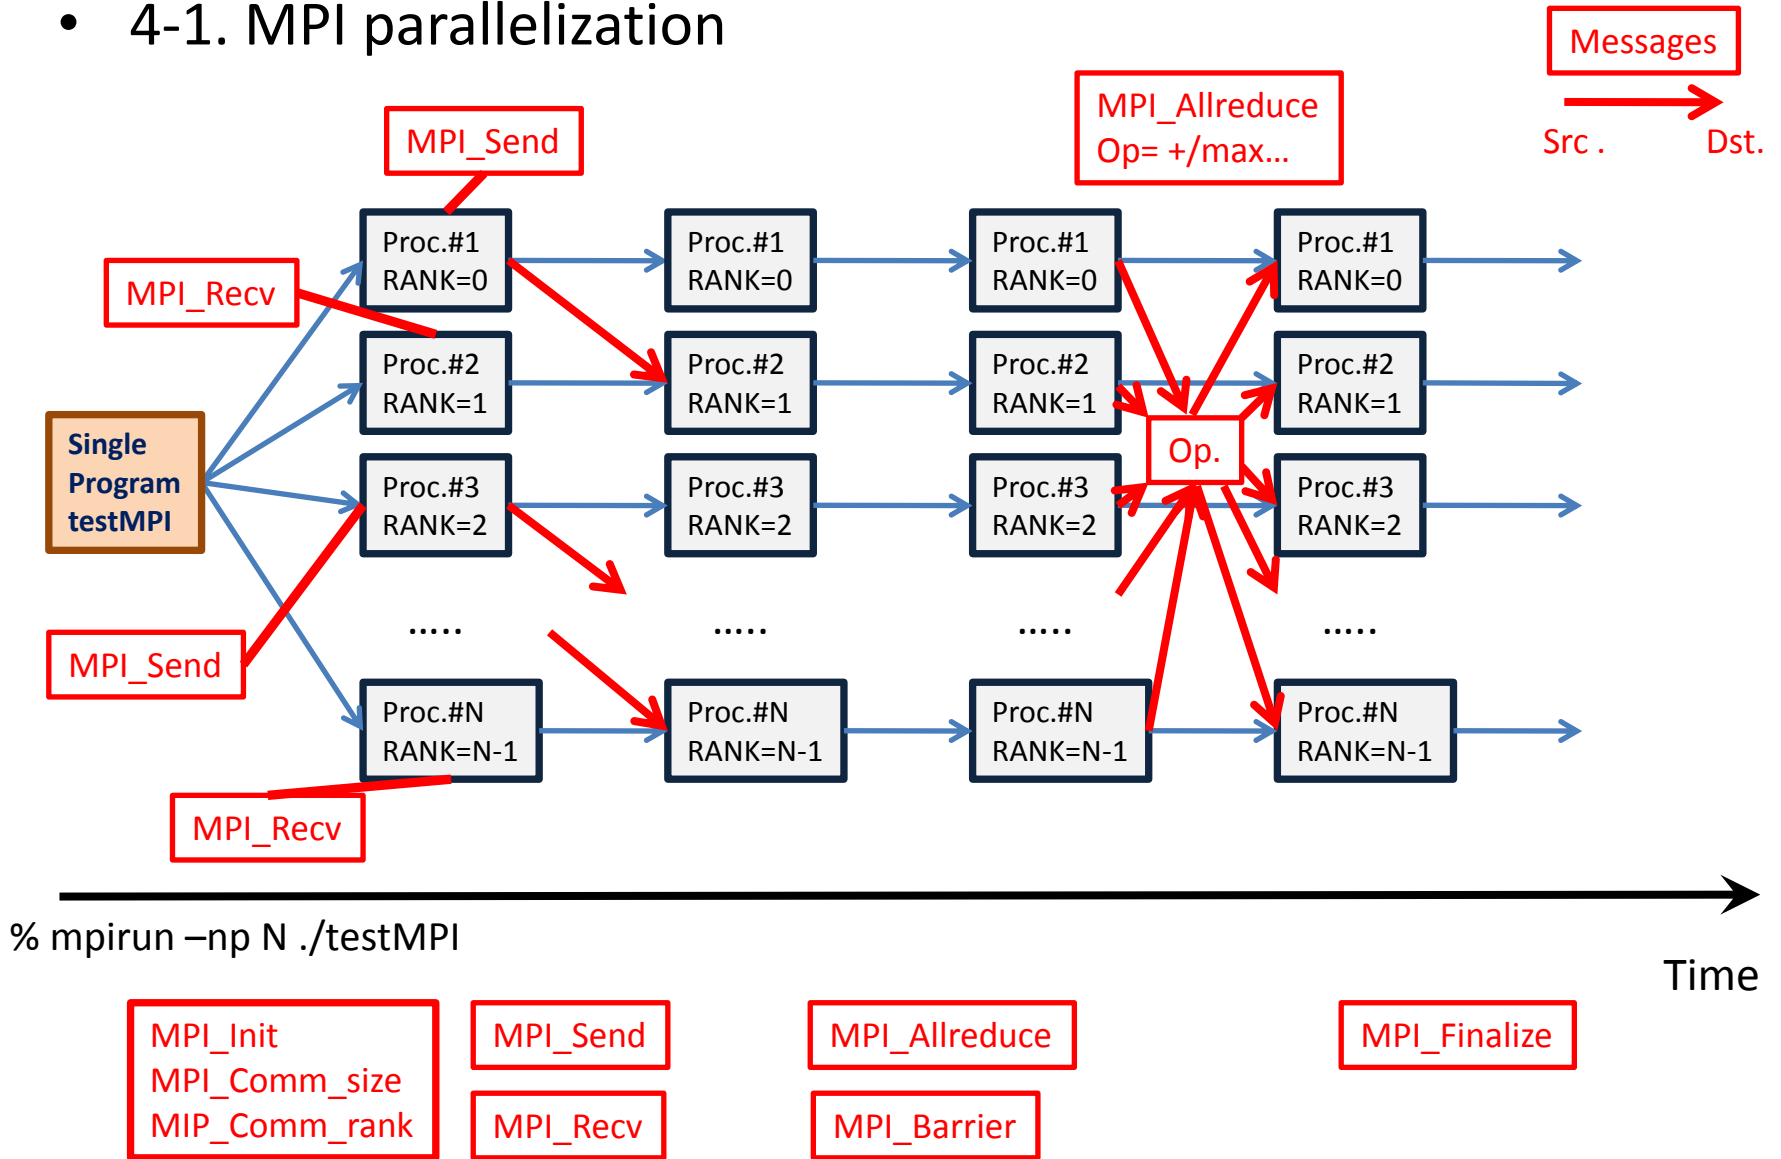 • 4-1. MPI parallelization
Messages
Src . Dst.
MPI_Allreduce
Op= +/max...
MPI_Send
MPI_Recv
Proc.#1
RANK=0
Proc.#1
RANK=0
Proc.#1
RANK=0
Proc.#1
RANK=0
Proc.#2
RANK=1
Proc.#2
RANK=1
Proc.#2
RANK=1
Proc.#2
RANK=1
Single
Program
testMPI
Op.
Proc.#3
RANK=2
Proc.#3
RANK=2
Proc.#3
RANK=2
Proc.#3
RANK=2
.....
.....
.....
.....
MPI_Send
Proc.#N
RANK=N-1
Proc.#N
RANK=N-1
Proc.#N
RANK=N-1
Proc.#N
RANK=N-1
MPI_Recv
% mpirun –np N ./testMPI
Time
MPI_Init
MPI_Comm_size
MIP_Comm_rank
MPI_Send
MPI_Recv
MPI_Allreduce
MPI_Barrier
MPI_Finalize